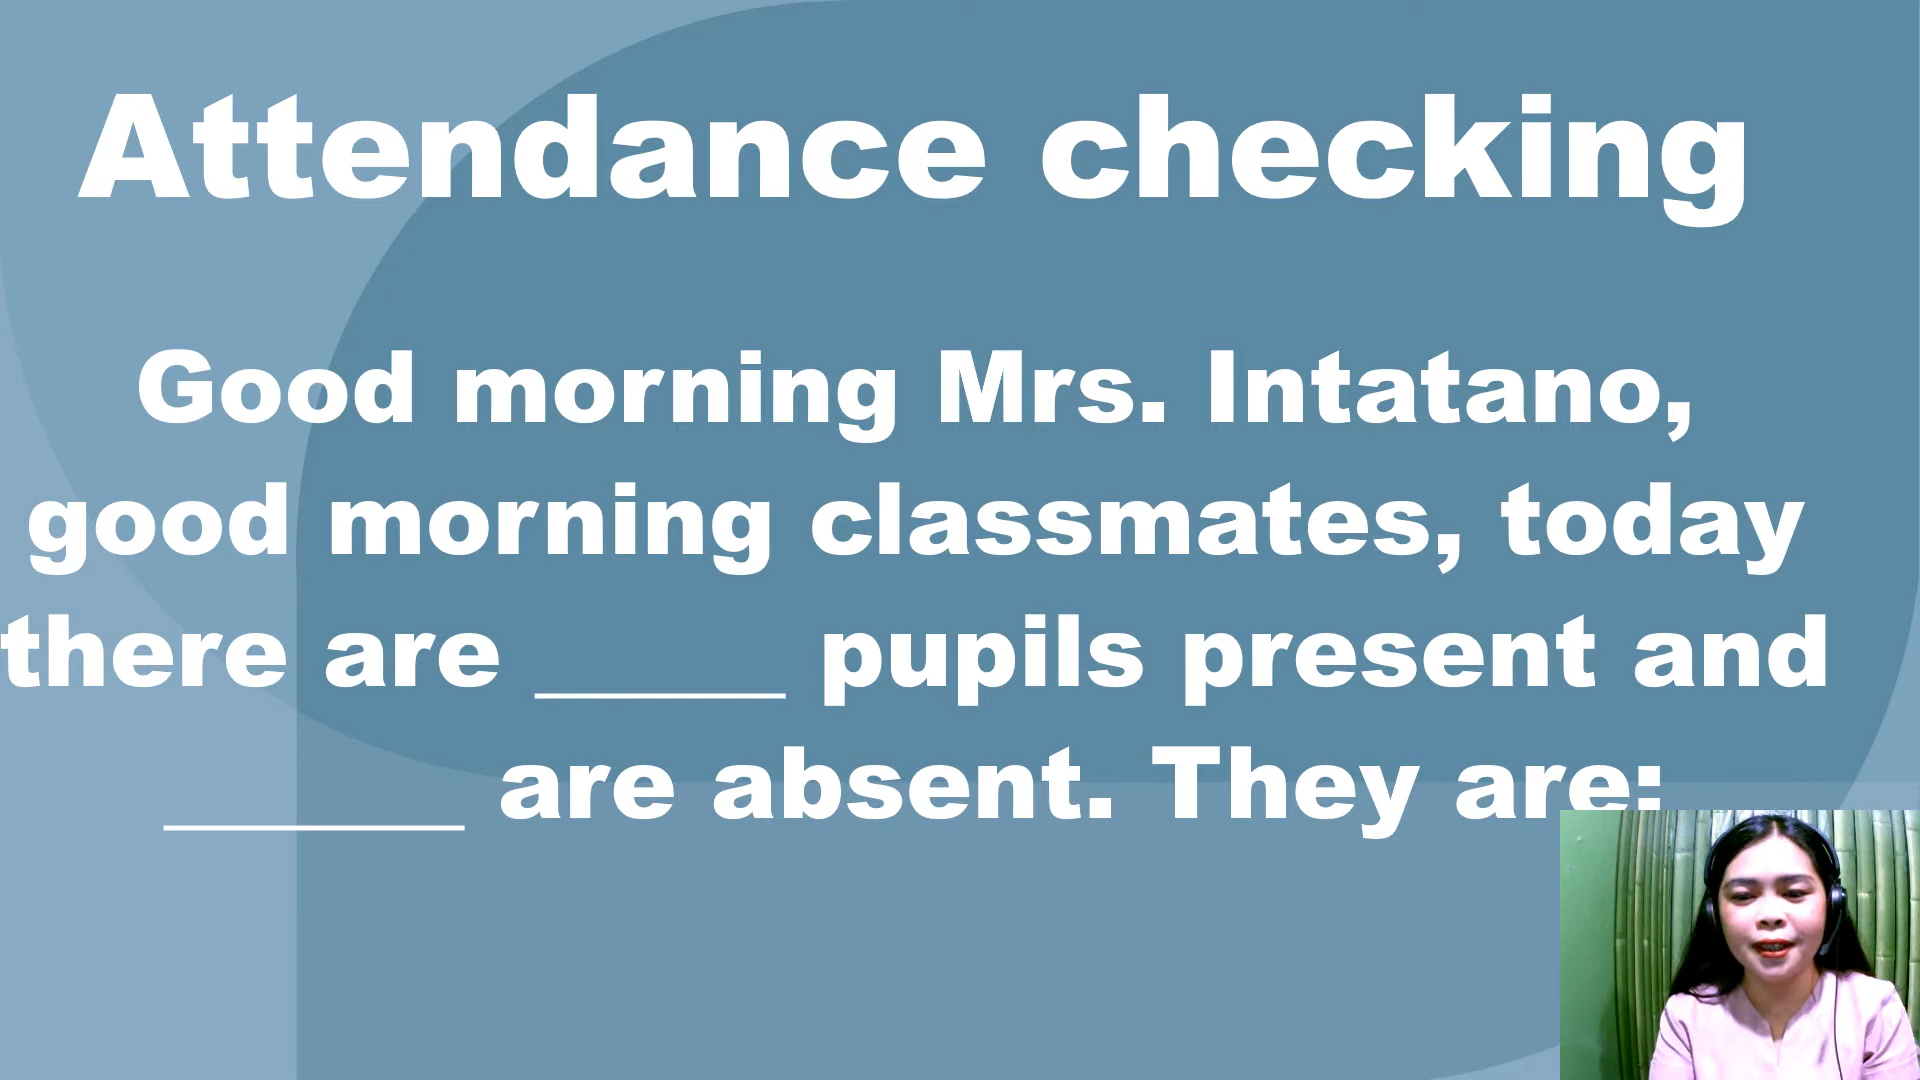 Attendance checking
Good morning Mrs. Intatano,
good morning classmates, today
there are _____ pupils present and
______ are absent. They are: